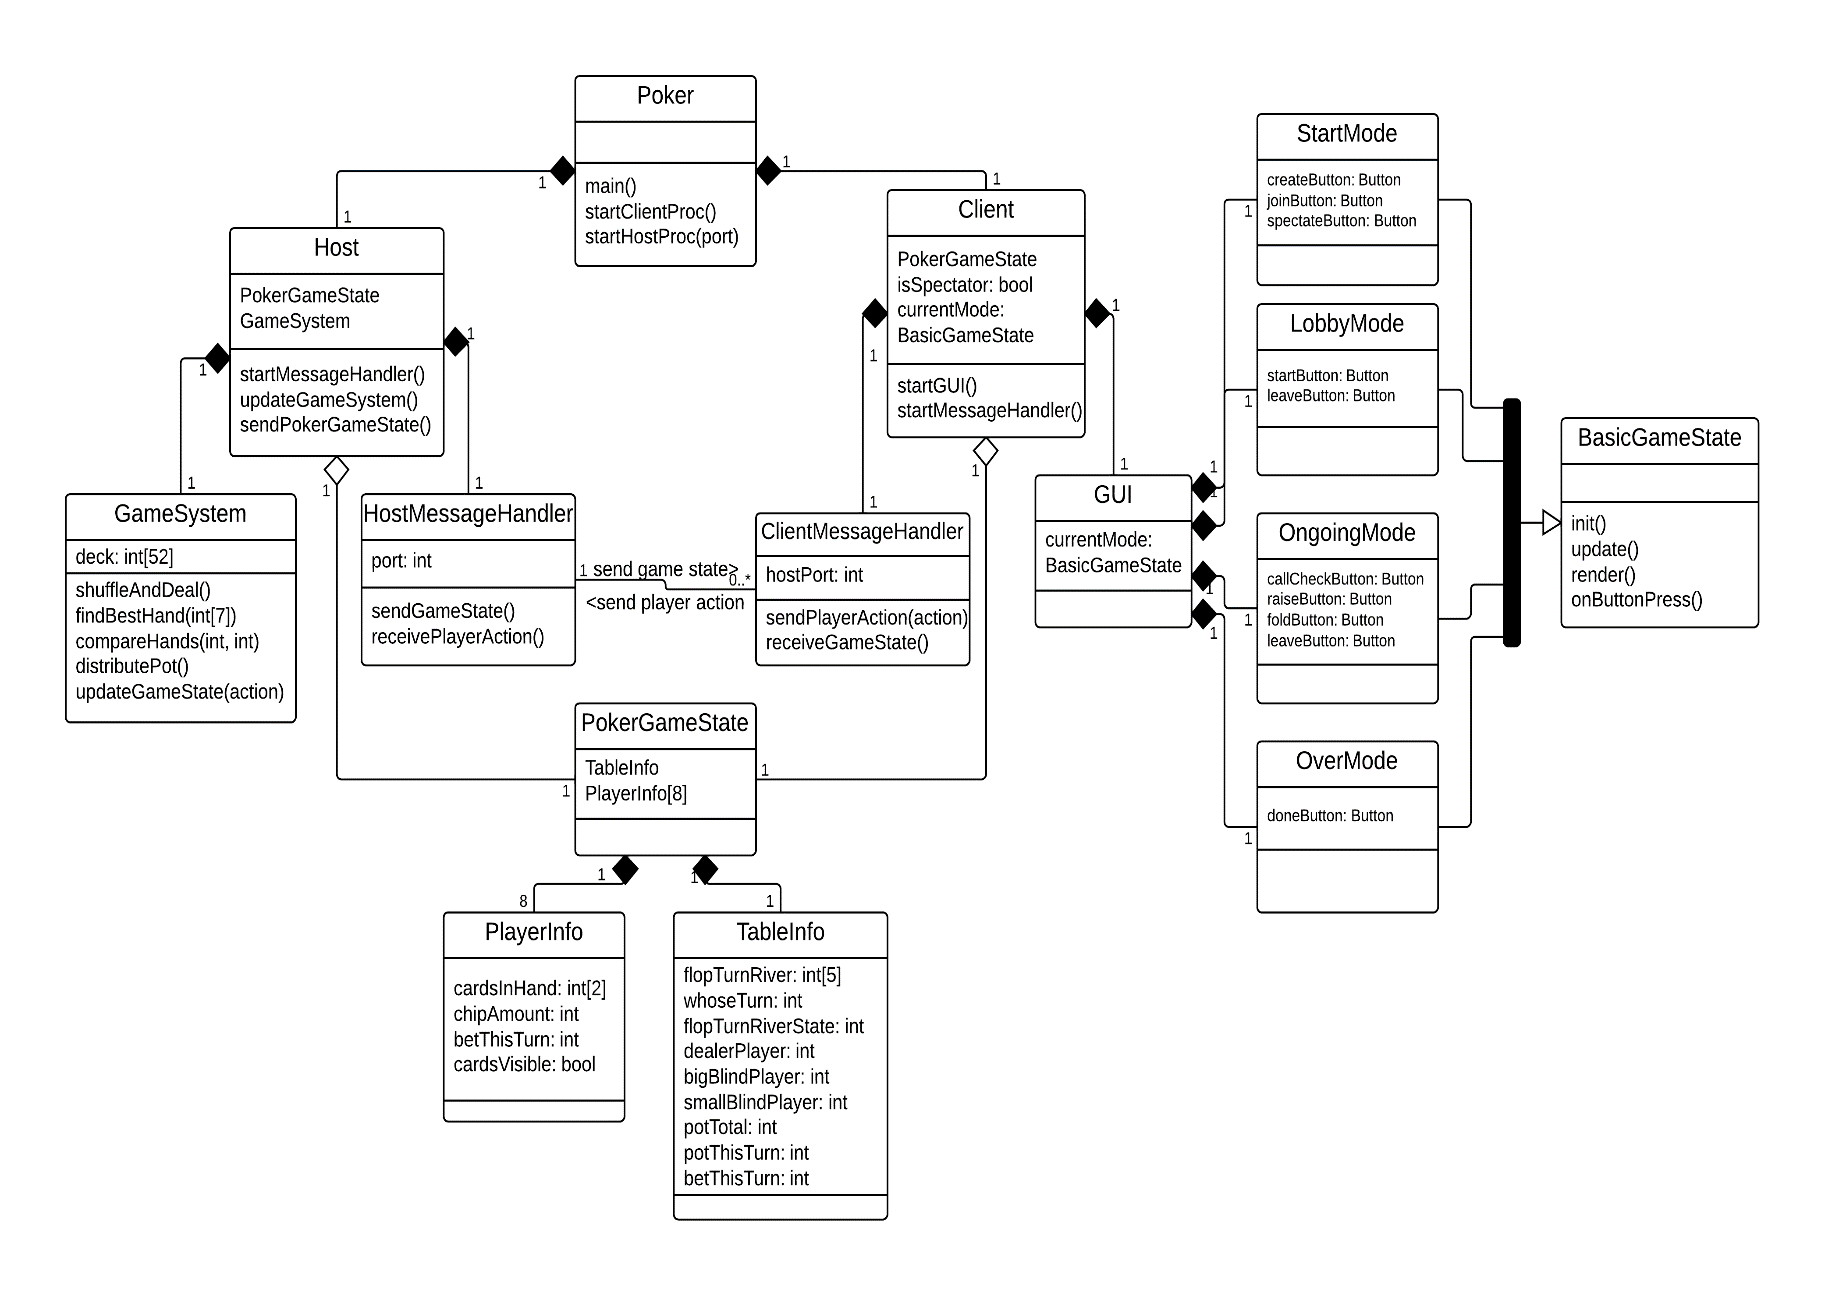 Poker
main()
startClientProc()
startHostProc(port)
1
1
1
1
Host
PokerGameState
GameSystem
startMessageHandler()
updateGameSystem()
sendPokerGameState()
1
1
1
1
1
Client
PokerGameState
isSpectator: bool
currentMode:
BasicGameState
startGUI()
startMessageHandler()
1
1
1
1
1
GameSystem
deck: int[52]
shuffleAndDeal()
findBestHand(int[7])
compareHands(int, int)
distributePot()
updateGameState(action)
HostMessageHandler
port: int
sendGameState()
receivePlayerAction()
1 send game state>
0..*
<send player action
ClientMessageHandler
hostPort: int
sendPlayerAction(action)
receiveGameState()
GUI
currentMode:
BasicGameState
1
1
1
1
StartMode
createButton: Button
joinButton: Button
spectateButton: Button
1
LobbyMode
startButton: Button
leaveButton: Button
1
OngoingMode
callCheckButton: Button
raiseButton: Button
foldButton: Button
leaveButton: Button
1
OverMode
doneButton: Button
1
BasicGameState
init()
update()
render()
onButtonPress()
PokerGameState
TableInfo
PlayerInfo[8]
1
1
1
1
8
1
PlayerInfo
cardsInHand: int[2]
chipAmount: int
betThisTurn: int
cardsVisible: bool
TableInfo
flopTurnRiver: int[5]
whoseTurn: int
flopTurnRiverState: int
dealerPlayer: int
bigBlindPlayer: int
smallBlindPlayer: int
potTotal: int
potThisTurn: int
betThisTurn: int